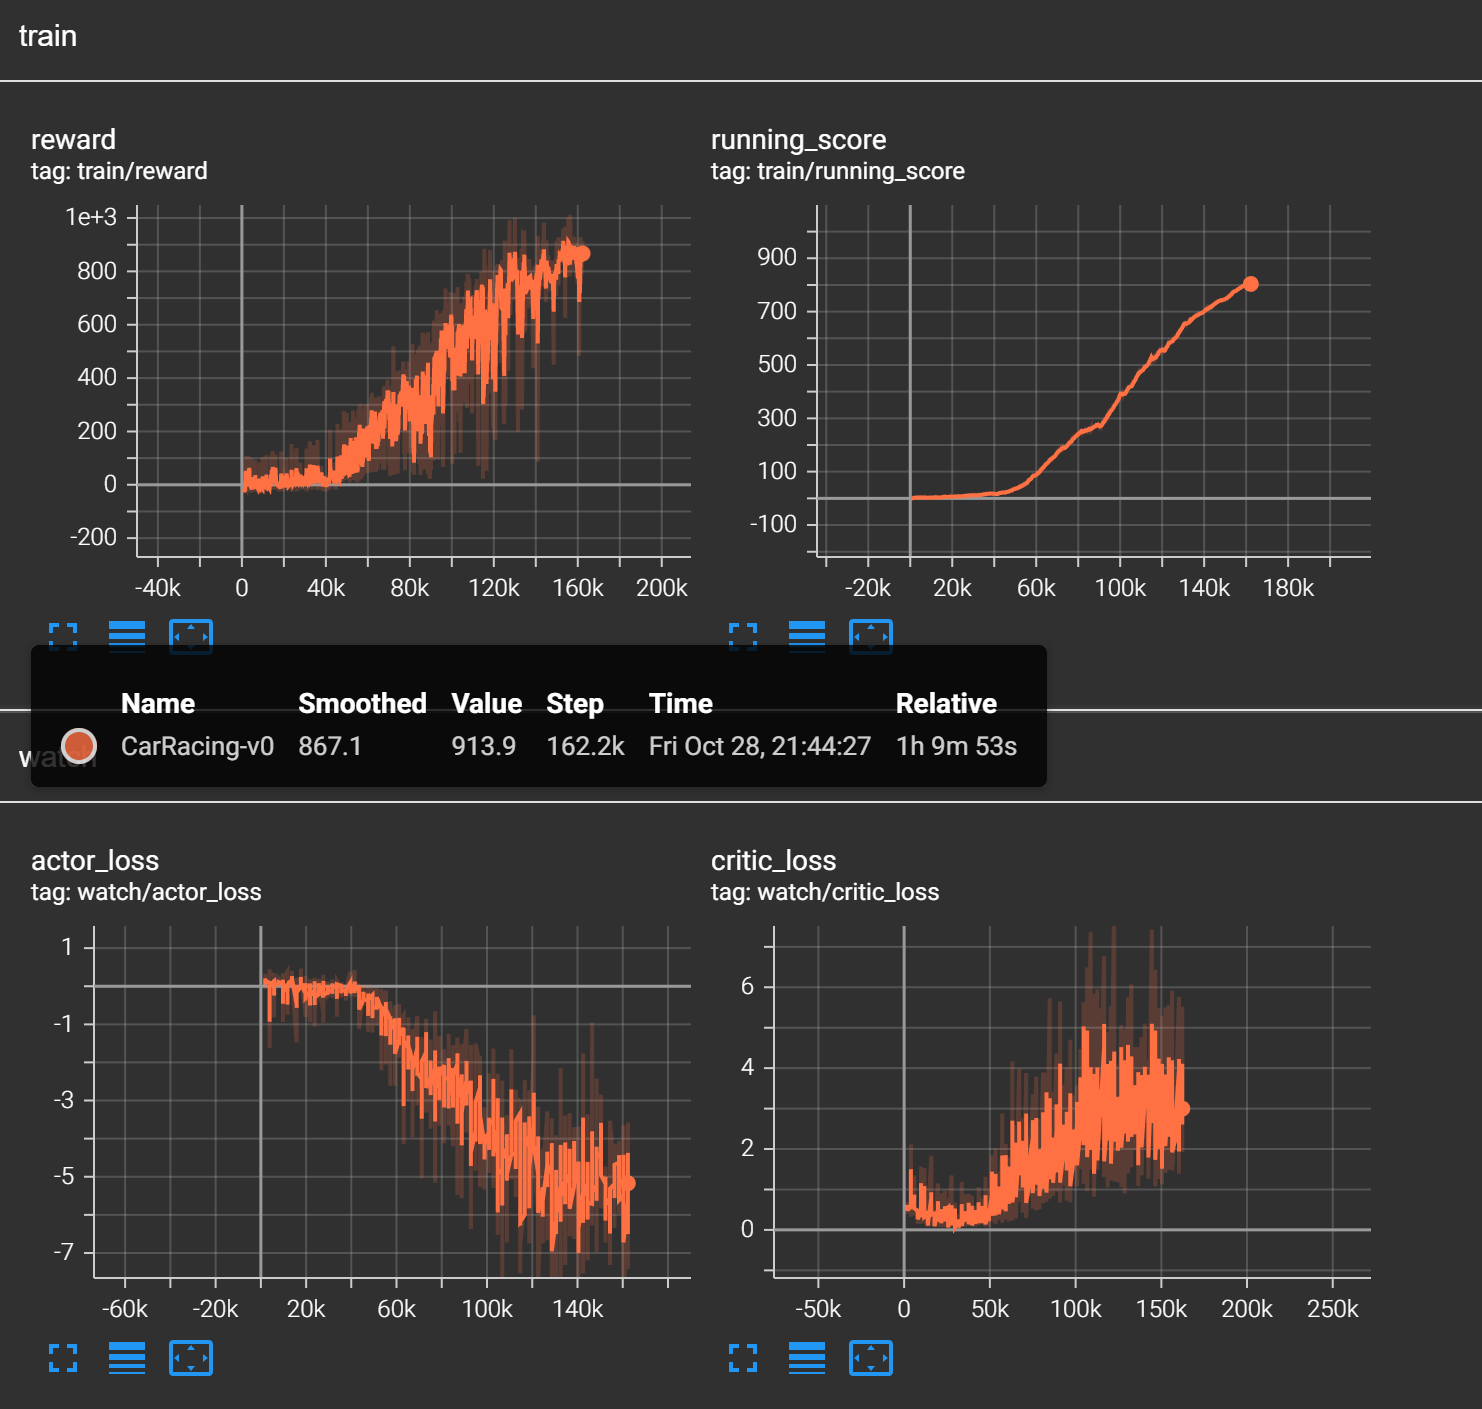 train
reward
tag: train/reward
1e+3
800
600
400
200
0
-200
-40k 0 40k 80k 120k 160k 200k
running_score
tag: train/running_score
900
700
500
300
100
-100
-20k 20k 60k 100k 140k 180k
Name Smoothed Value Step Time Relative
CarRacing-v0 867.1 913.9 162.2k Fri Oct 28, 21:44:27 1h 9m 53s
watch
actor_loss
tag: watch/actor_loss
1
-1
-3
-5
-7
-60k -20k 20k 60k 100k 140k
critic_loss
tag: watch/critic_loss
6
4
2
0
-50k 0 50k 100k 150k 200k 250k